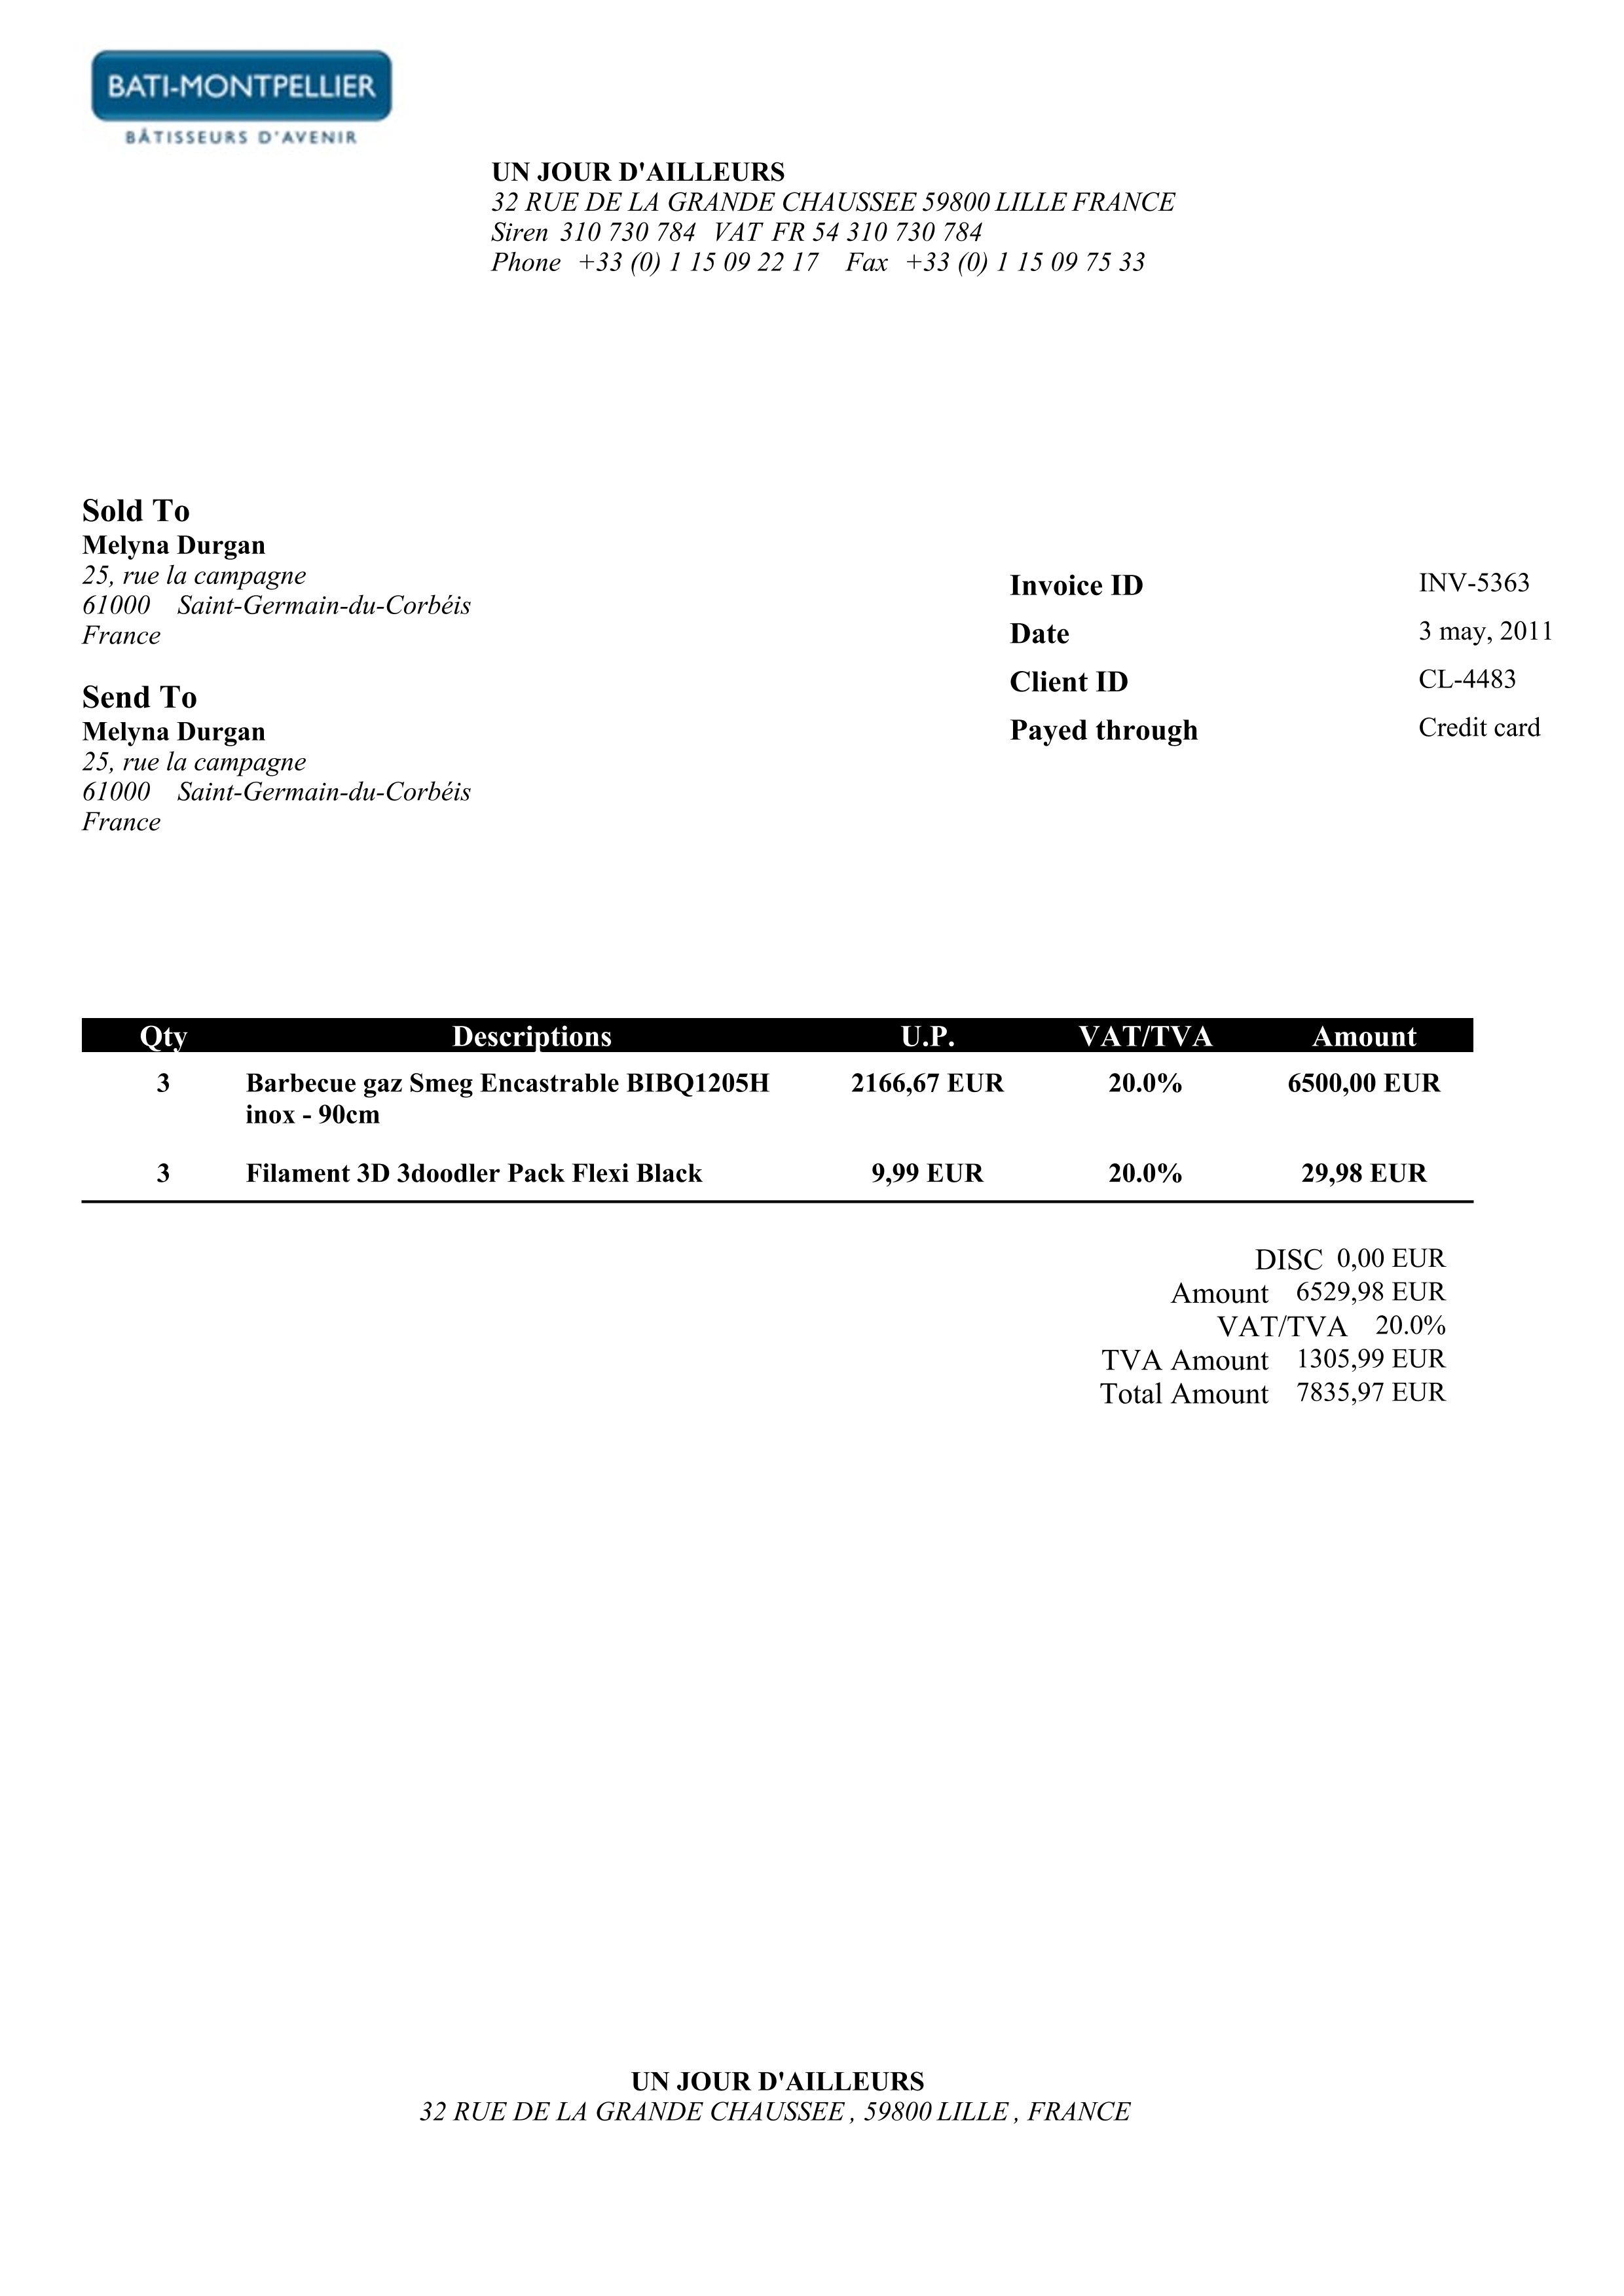 BATI-MONTPELLIER
BÂTISSEURS D'AVENIR
UN JOUR D'AILLEURS
32 RUE DE LA GRANDE CHAUSSEE 59800 LILLE FRANCE
Siren 310 730 784 VAT FR 54 310 730 784
Phone +33 (0) 1 15 09 22 17 Fax +33 (0) 1 15 09 75 33
Sold To
Melyna Durgan
25, rue la campagne
61000 Saint-Germain-du-Corbéis
France
Send To
Melyna Durgan
25, rue la campagne
61000 Saint-Germain-du-Corbéis
France
Invoice ID INV-5363
Date 3 may, 2011
Client ID CL-4483
Payed through Credit card
Qty Descriptions U.P. VAT/TVA Amount
3 Barbecue gaz Smeg Encastrable BIBQ1205H 2166,67 EUR 20.0% 6500,00 EUR
inox - 90cm
3 Filament 3D 3doodler Pack Flexi Black 9,99 EUR 20.0% 29,98 EUR
DISC 0,00 EUR
Amount 6529,98 EUR
VAT/TVA 20.0%
TVA Amount 1305,99 EUR
Total Amount 7835,97 EUR
UN JOUR D'AILLEURS
32 RUE DE LA GRANDE CHAUSSEE , 59800 LILLE , FRANCE